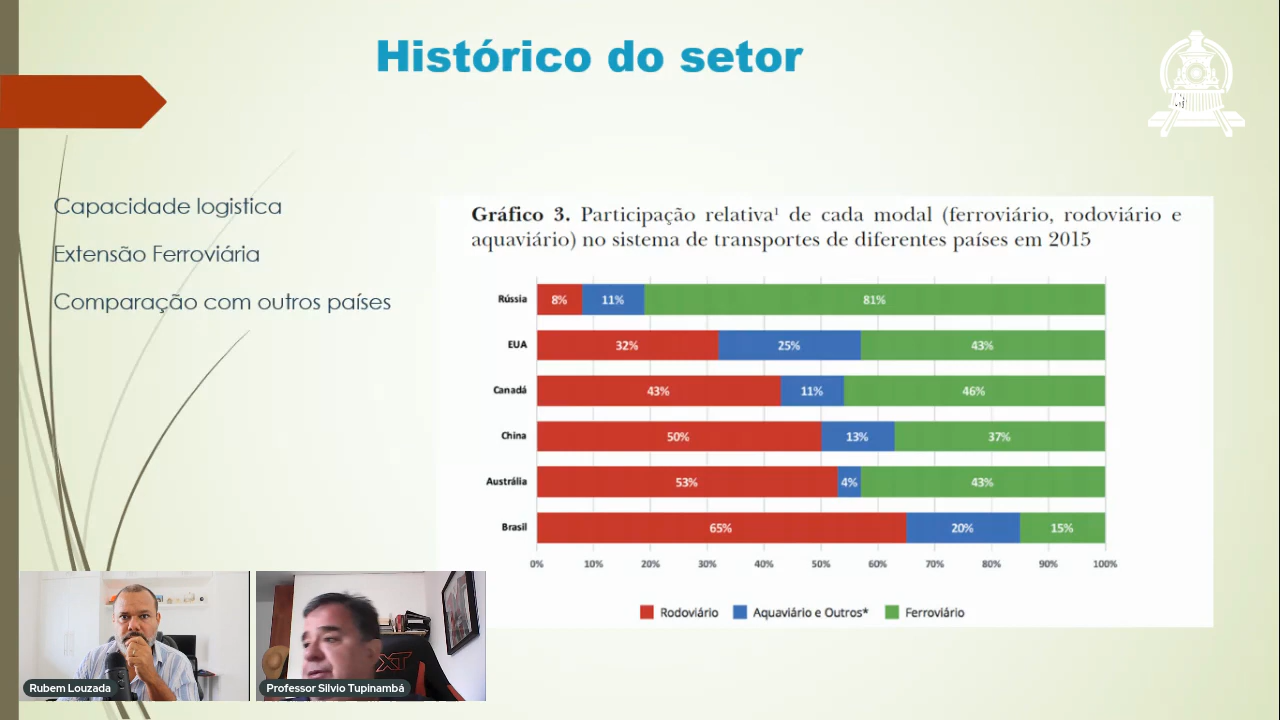 Histórico do setor
Capacidade logistica
Extensão Ferroviária
Comparação com outros países
Gráfico 3. Participação relativa¹ de cada modal (ferroviário, rodoviário e
aquaviário) no sistema de transportes de diferentes países em 2015
Rússia 8% 11% 81%
EUA 32% 25% 43%
Canadá 43% 11% 46%
China 50% 13% 37%
Austrália 53% 4% 43%
Brasil 65% 20% 15%
0% 10% 20% 30% 40% 50% 60% 70% 80% 90% 100%
Rodoviário Aquaviário e Outros* Ferroviário
XT
Rubem Louzada
Professor Silvio Tupinambá